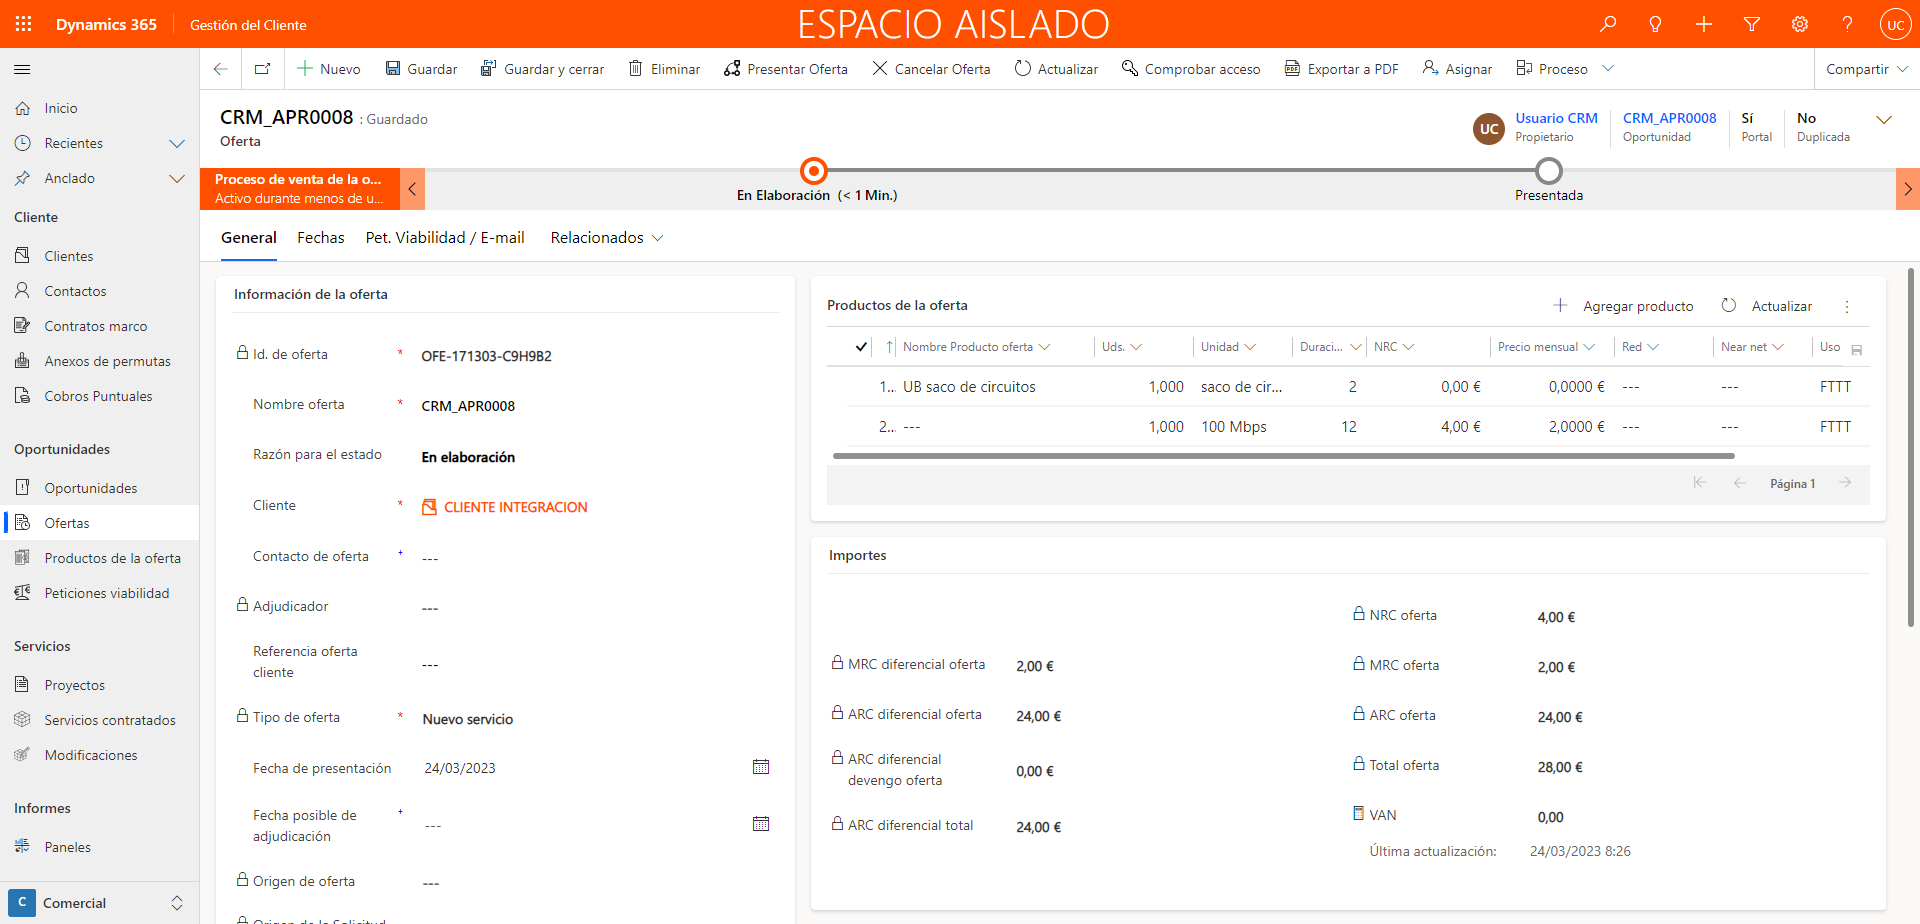 Dynamics 365
Gestión del Cliente
ESPACIO AISLADO
UC
Nuevo
Guardar
Guardar y cerrar
Eliminar
Presentar Oferta
Cancelar Oferta
Actualizar
Comprobar acceso
Exportar a PDF
Asignar
Proceso
Compartir
Inicio
Recientes
Anclado
Cliente
Clientes
Contactos
Contratos marco
Anexos de permutas
Cobros Puntuales
Oportunidades
Oportunidades
Ofertas
Productos de la oferta
Peticiones viabilidad
Servicios
Proyectos
Servicios contratados
Modificaciones
Informes
Paneles
C Comercial
CRM_APR0008 : Guardado
Oferta
UC
Usuario CRM
Propietario
CRM_APR0008
Oportunidad
Sí
Portal
No
Duplicada
Proceso de venta de la o...
Activo durante menos de u...
En Elaboración (< 1 Min.)
Presentada
General
Fechas
Pet. Viabilidad / E-mail
Relacionados
Información de la oferta
Id. de oferta * OFE-171303-C9H9B2
Nombre oferta * CRM_APR0008
Razón para el estado En elaboración
Cliente * CLIENTE INTEGRACION
Contacto de oferta + ---
Adjudicador ---
Referencia oferta
cliente ---
Tipo de oferta * Nuevo servicio
Fecha de presentación 24/03/2023
Fecha posible de
adjudicación + ---
Origen de oferta ---
Origen de la Solicitud
Productos de la oferta
Agregar producto
Actualizar
Nombre Producto oferta Uds. Unidad Duraci... NRC Precio mensual Red Near net Uso
1... UB saco de circuitos 1,000 saco de cir... 2 0,00 € 0,0000 € --- --- FTTT
2... --- 1,000 100 Mbps 12 4,00 € 2,0000 € --- --- FTTT
Página 1
Importes
NRC oferta 4,00 €
MRC diferencial oferta 2,00 €
MRC oferta 2,00 €
ARC diferencial oferta 24,00 €
ARC oferta 24,00 €
ARC diferencial
devengo oferta 0,00 €
Total oferta 28,00 €
ARC diferencial total 24,00 €
VAN 0,00
Última actualización: 24/03/2023 8:26